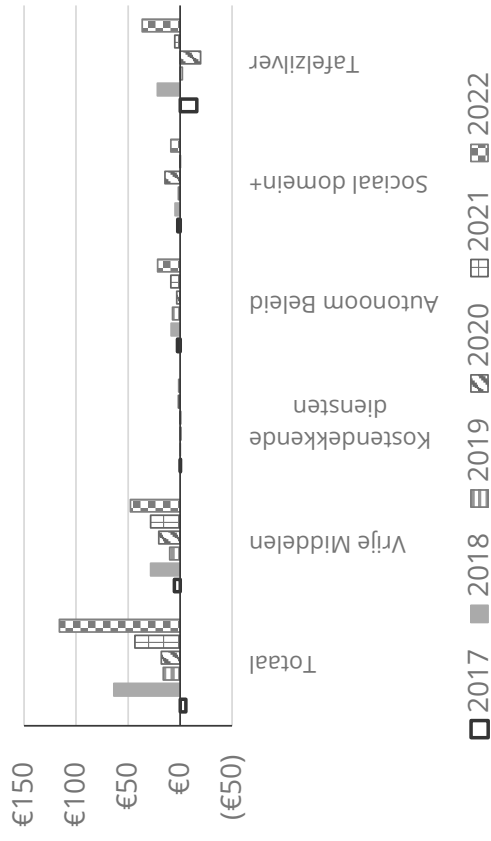 €150
€100
€50
€0
(€50)
Totaal
Vrije Middelen
Kostendekkende
diensten
Autonoom Beleid
Sociaal domein+
Tafelzilver
2017 2018 2019 2020 2021 2022